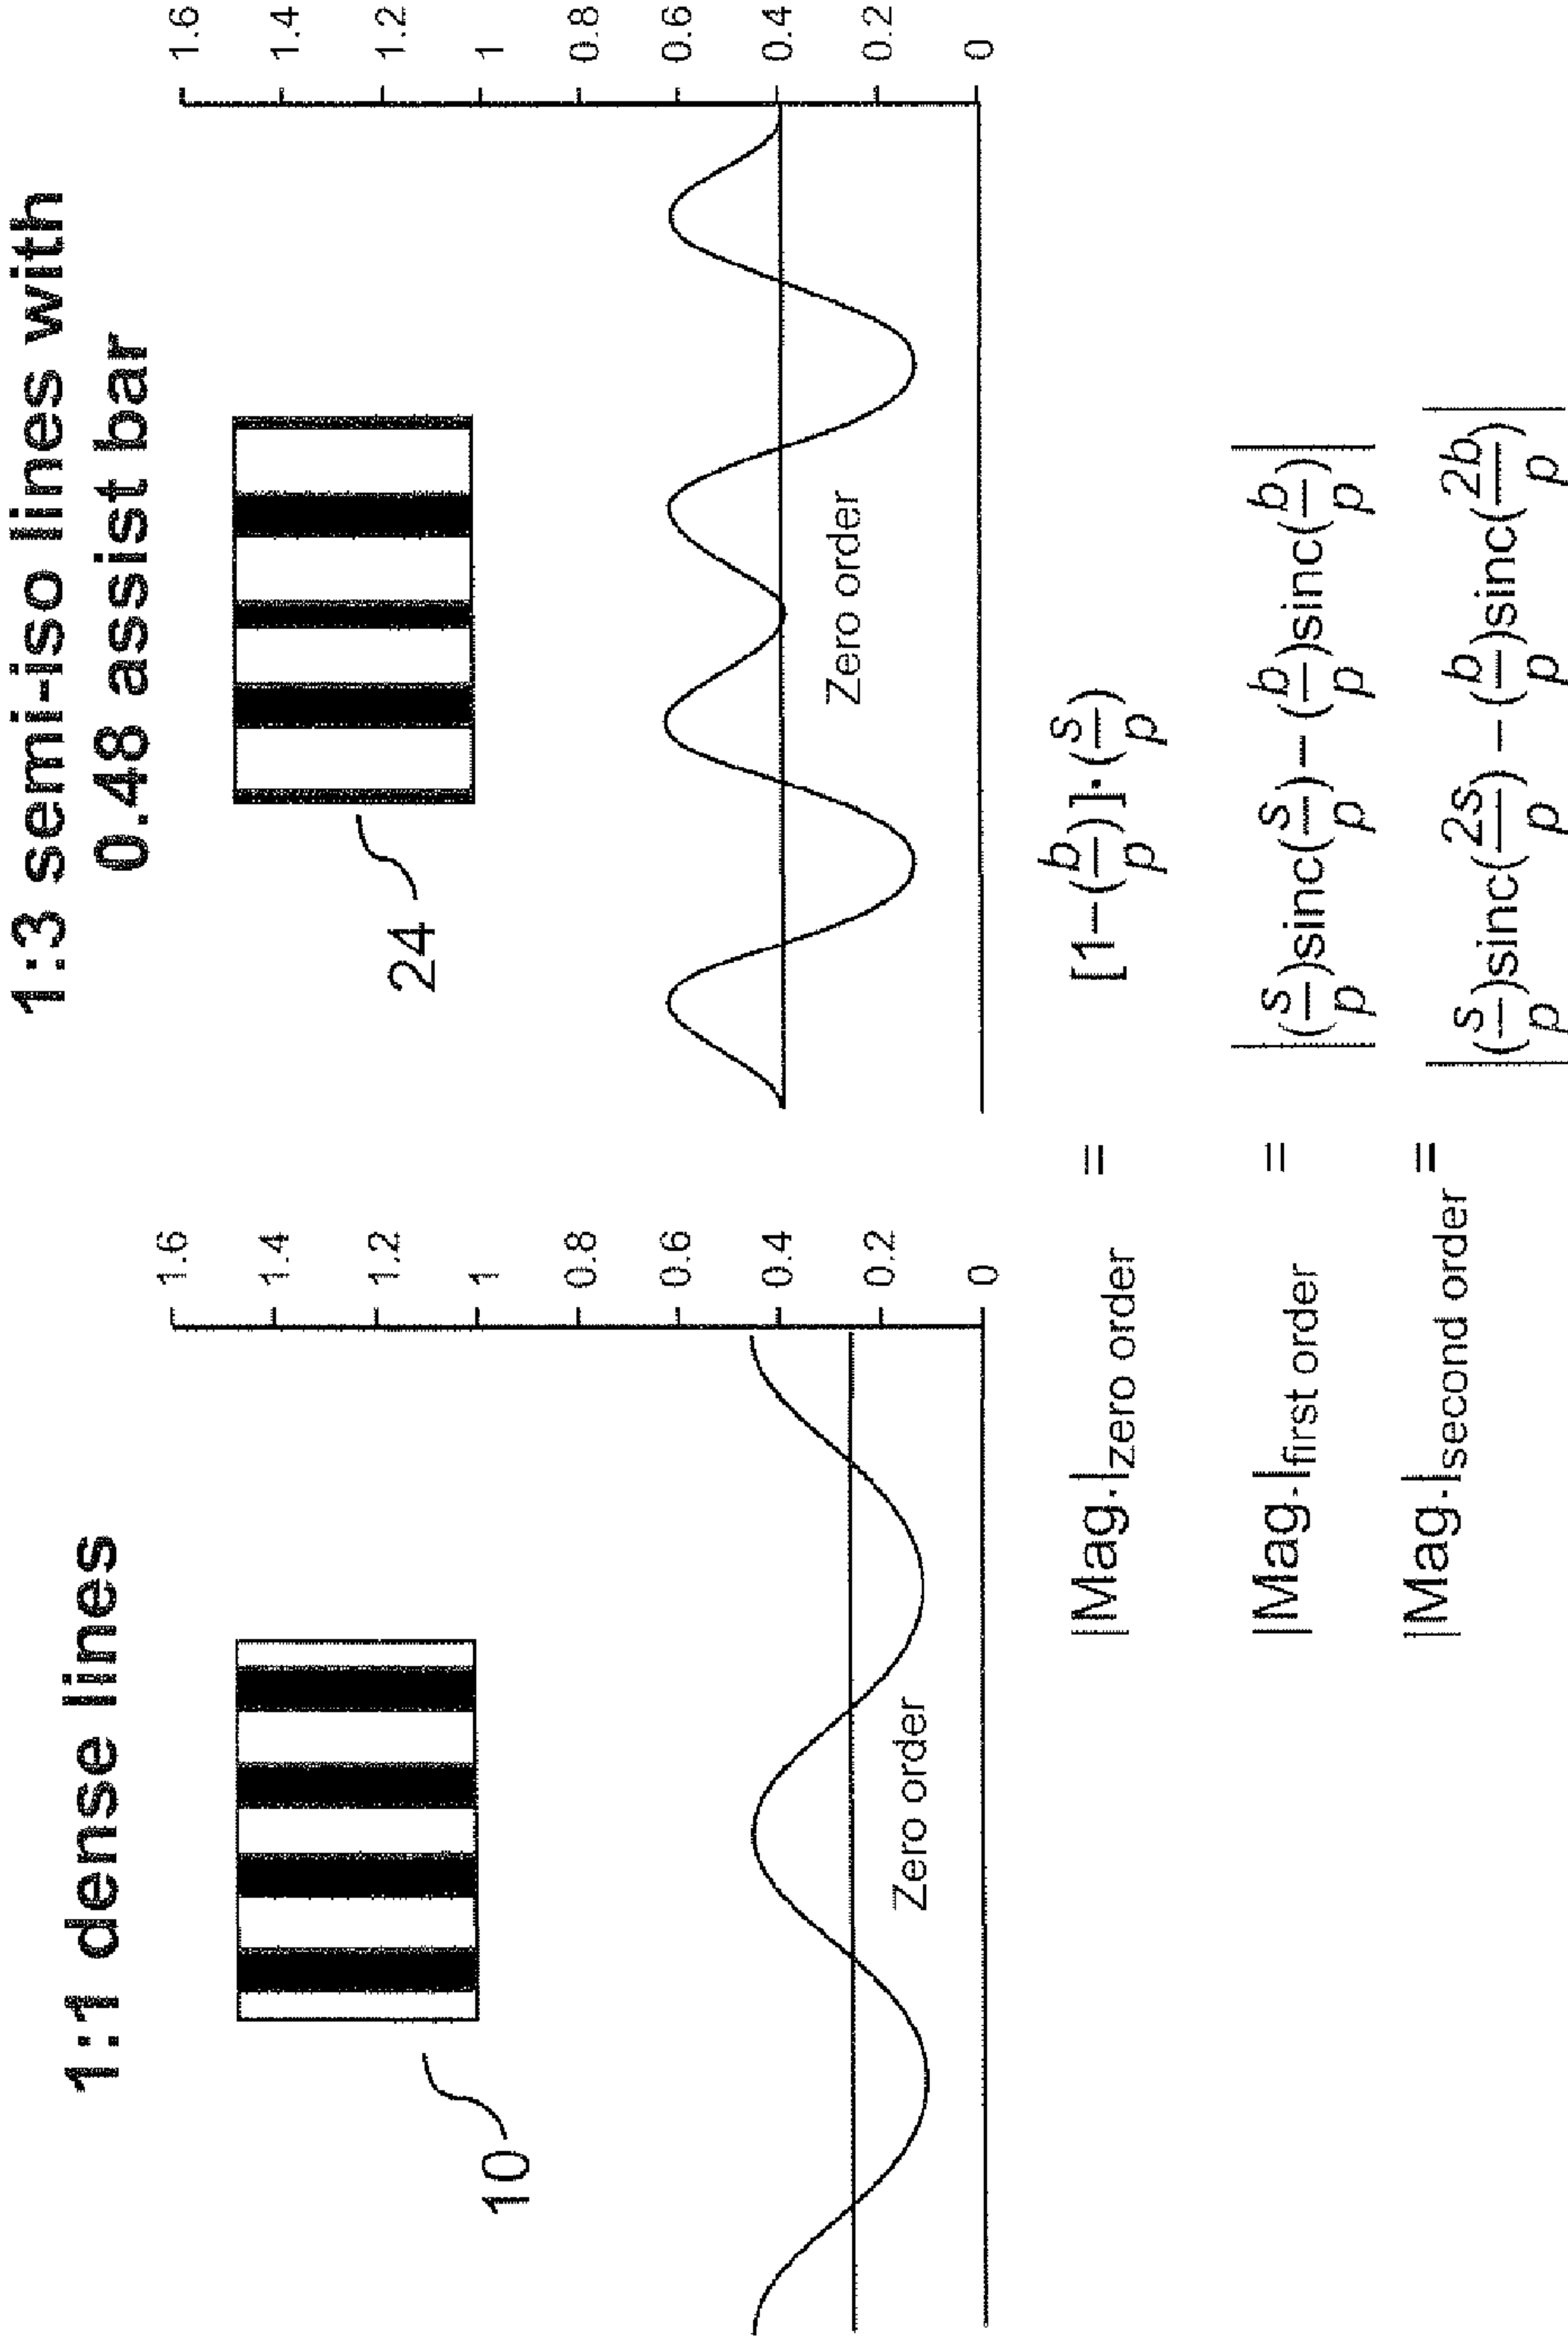 1:1 dense lines
10
1.6
1.4
1.2
1
0.8
0.6
0.4
0.2
0
Zero order
1:3 semi-iso lines with
0.48 assist bar
24
1.6
1.4
1.2
1
0.8
0.6
0.4
0.2
0
Zero order
|Mag.|zero order = [1−(b/p)]·(s/p)
|Mag.|first order = |(s/p)sinc(s/p)−(b/p)sinc(b/p)|
|Mag.|second order = |(s/p)sinc(2s/p)−(b/p)sinc(2b/p)|